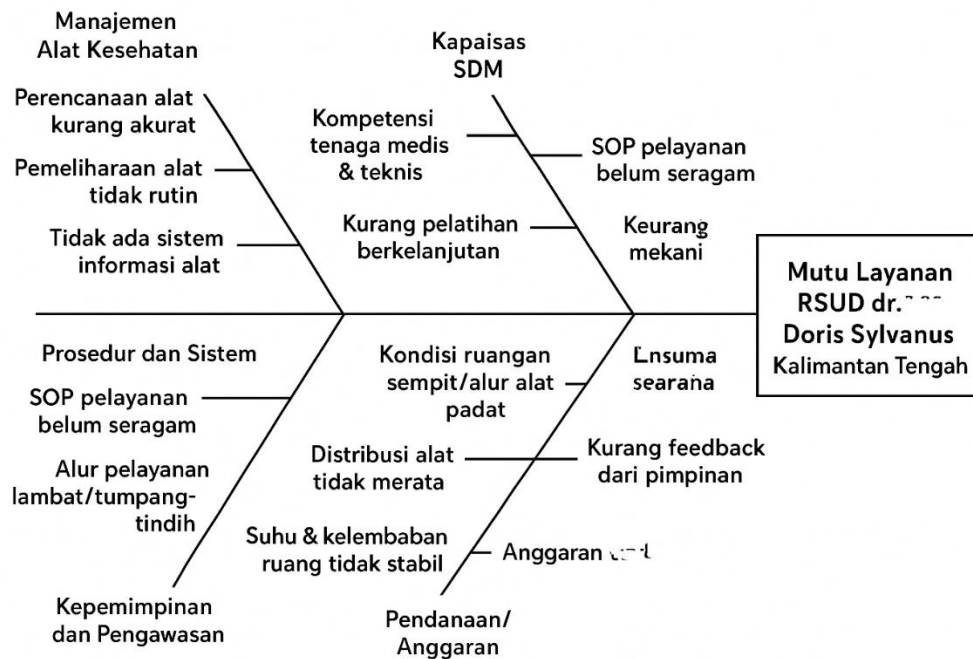 Manajemen
Alat Kesehatan
Perencanaan alat
kurang akurat
Pemeliharaan alat
tidak rutin
Tidak ada sistem
informasi alat
Kapaisas
SDM
Kompetensi
tenaga medis
& teknis
SOP pelayanan
belum seragam
Kurang pelatihan
berkelanjutan
Keurang
mekani
Mutu Layanan
RSUD dr.
Doris Sylvanus
Kalimantan Tengah
Prosedur dan Sistem
SOP pelayanan
belum seragam
Alur pelayanan
lambat/tumpang-
tindih
Kepemimpinan
dan Pengawasan
Kondisi ruangan
sempit/alur alat
padat
Distribusi alat
tidak merata
Kurang feedback
dari pimpinan
Suhu & kelembaban
ruang tidak stabil
Anggaran
Pendanaan/
Anggaran